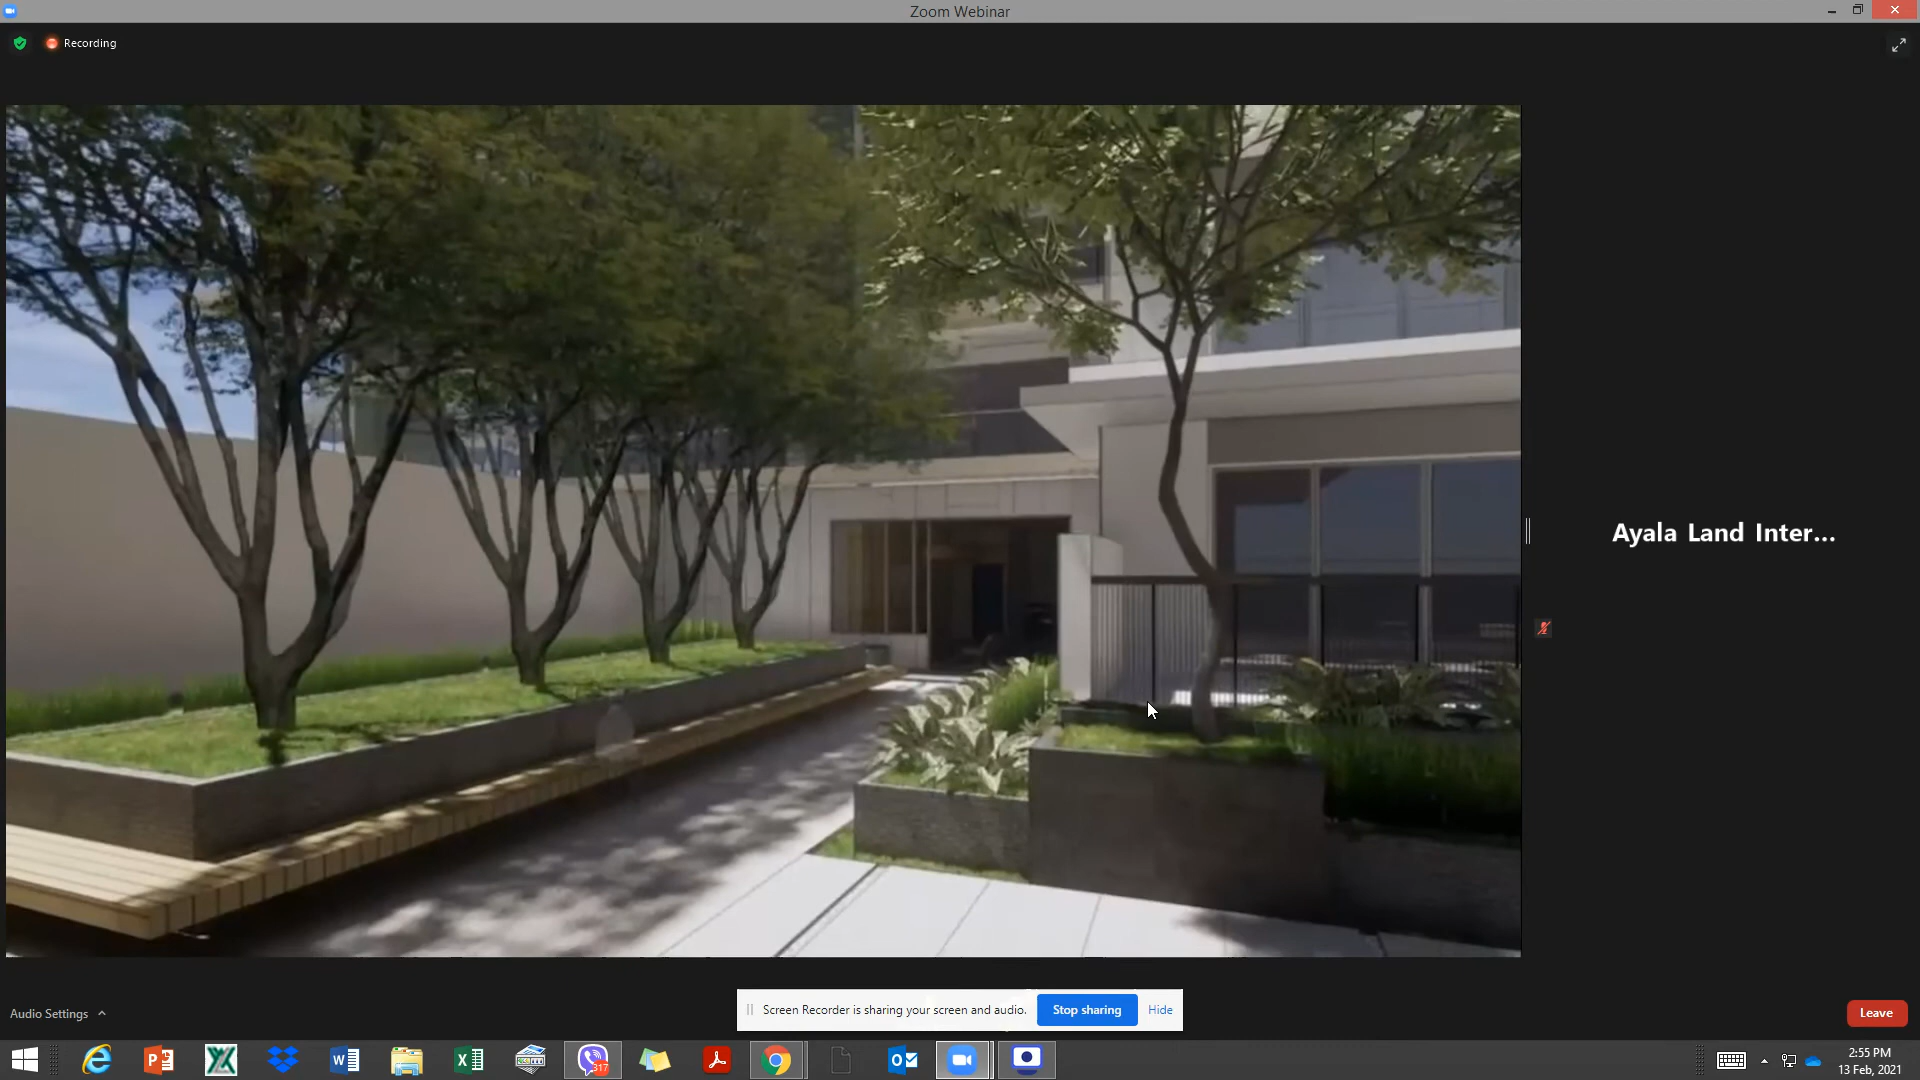 Zoom Webinar
Recording
Ayala Land Inter...
Screen Recorder is sharing your screen and audio.
Stop sharing
Hide
Audio Settings
Leave
317
2:55 PM
13 Feb, 2021